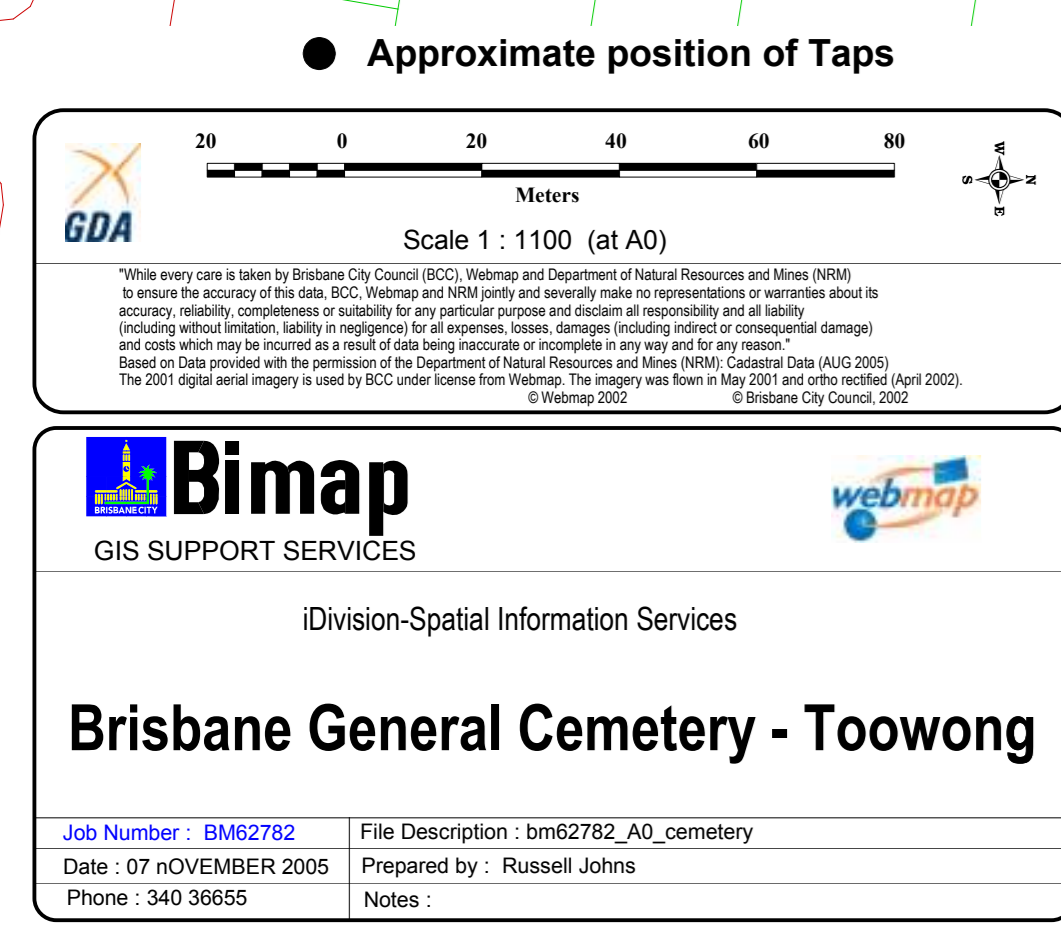 Approximate position of Taps
20 0 20 40 60 80
Meters
W
S N
E
GDA
Scale 1 : 1100 (at A0)
"While every care is taken by Brisbane City Council (BCC), Webmap and Department of Natural Resources and Mines (NRM)
to ensure the accuracy of this data, BCC, Webmap and NRM jointly and severally make no representations or warranties about its
accuracy, reliability, completeness or suitability for any particular purpose and disclaim all responsibility and all liability
(including without limitation, liability in negligence) for all expenses, losses, damages (including indirect or consequential damage)
and costs which may be incurred as a result of data being inaccurate or incomplete in any way and for any reason."
Based on Data provided with the permission of the Department of Natural Resources and Mines (NRM): Cadastral Data (AUG 2005)
The 2001 digital aerial imagery is used by BCC under license from Webmap. The imagery was flown in May 2001 and ortho rectified (April 2002).
© Webmap 2002 © Brisbane City Council, 2002
BRISBANE CITY
Bimap
webmap
GIS SUPPORT SERVICES
iDivision-Spatial Information Services
Brisbane General Cemetery - Toowong
Job Number : BM62782 File Description : bm62782_A0_cemetery
Date : 07 nOVEMBER 2005 Prepared by : Russell Johns
Phone : 340 36655 Notes :